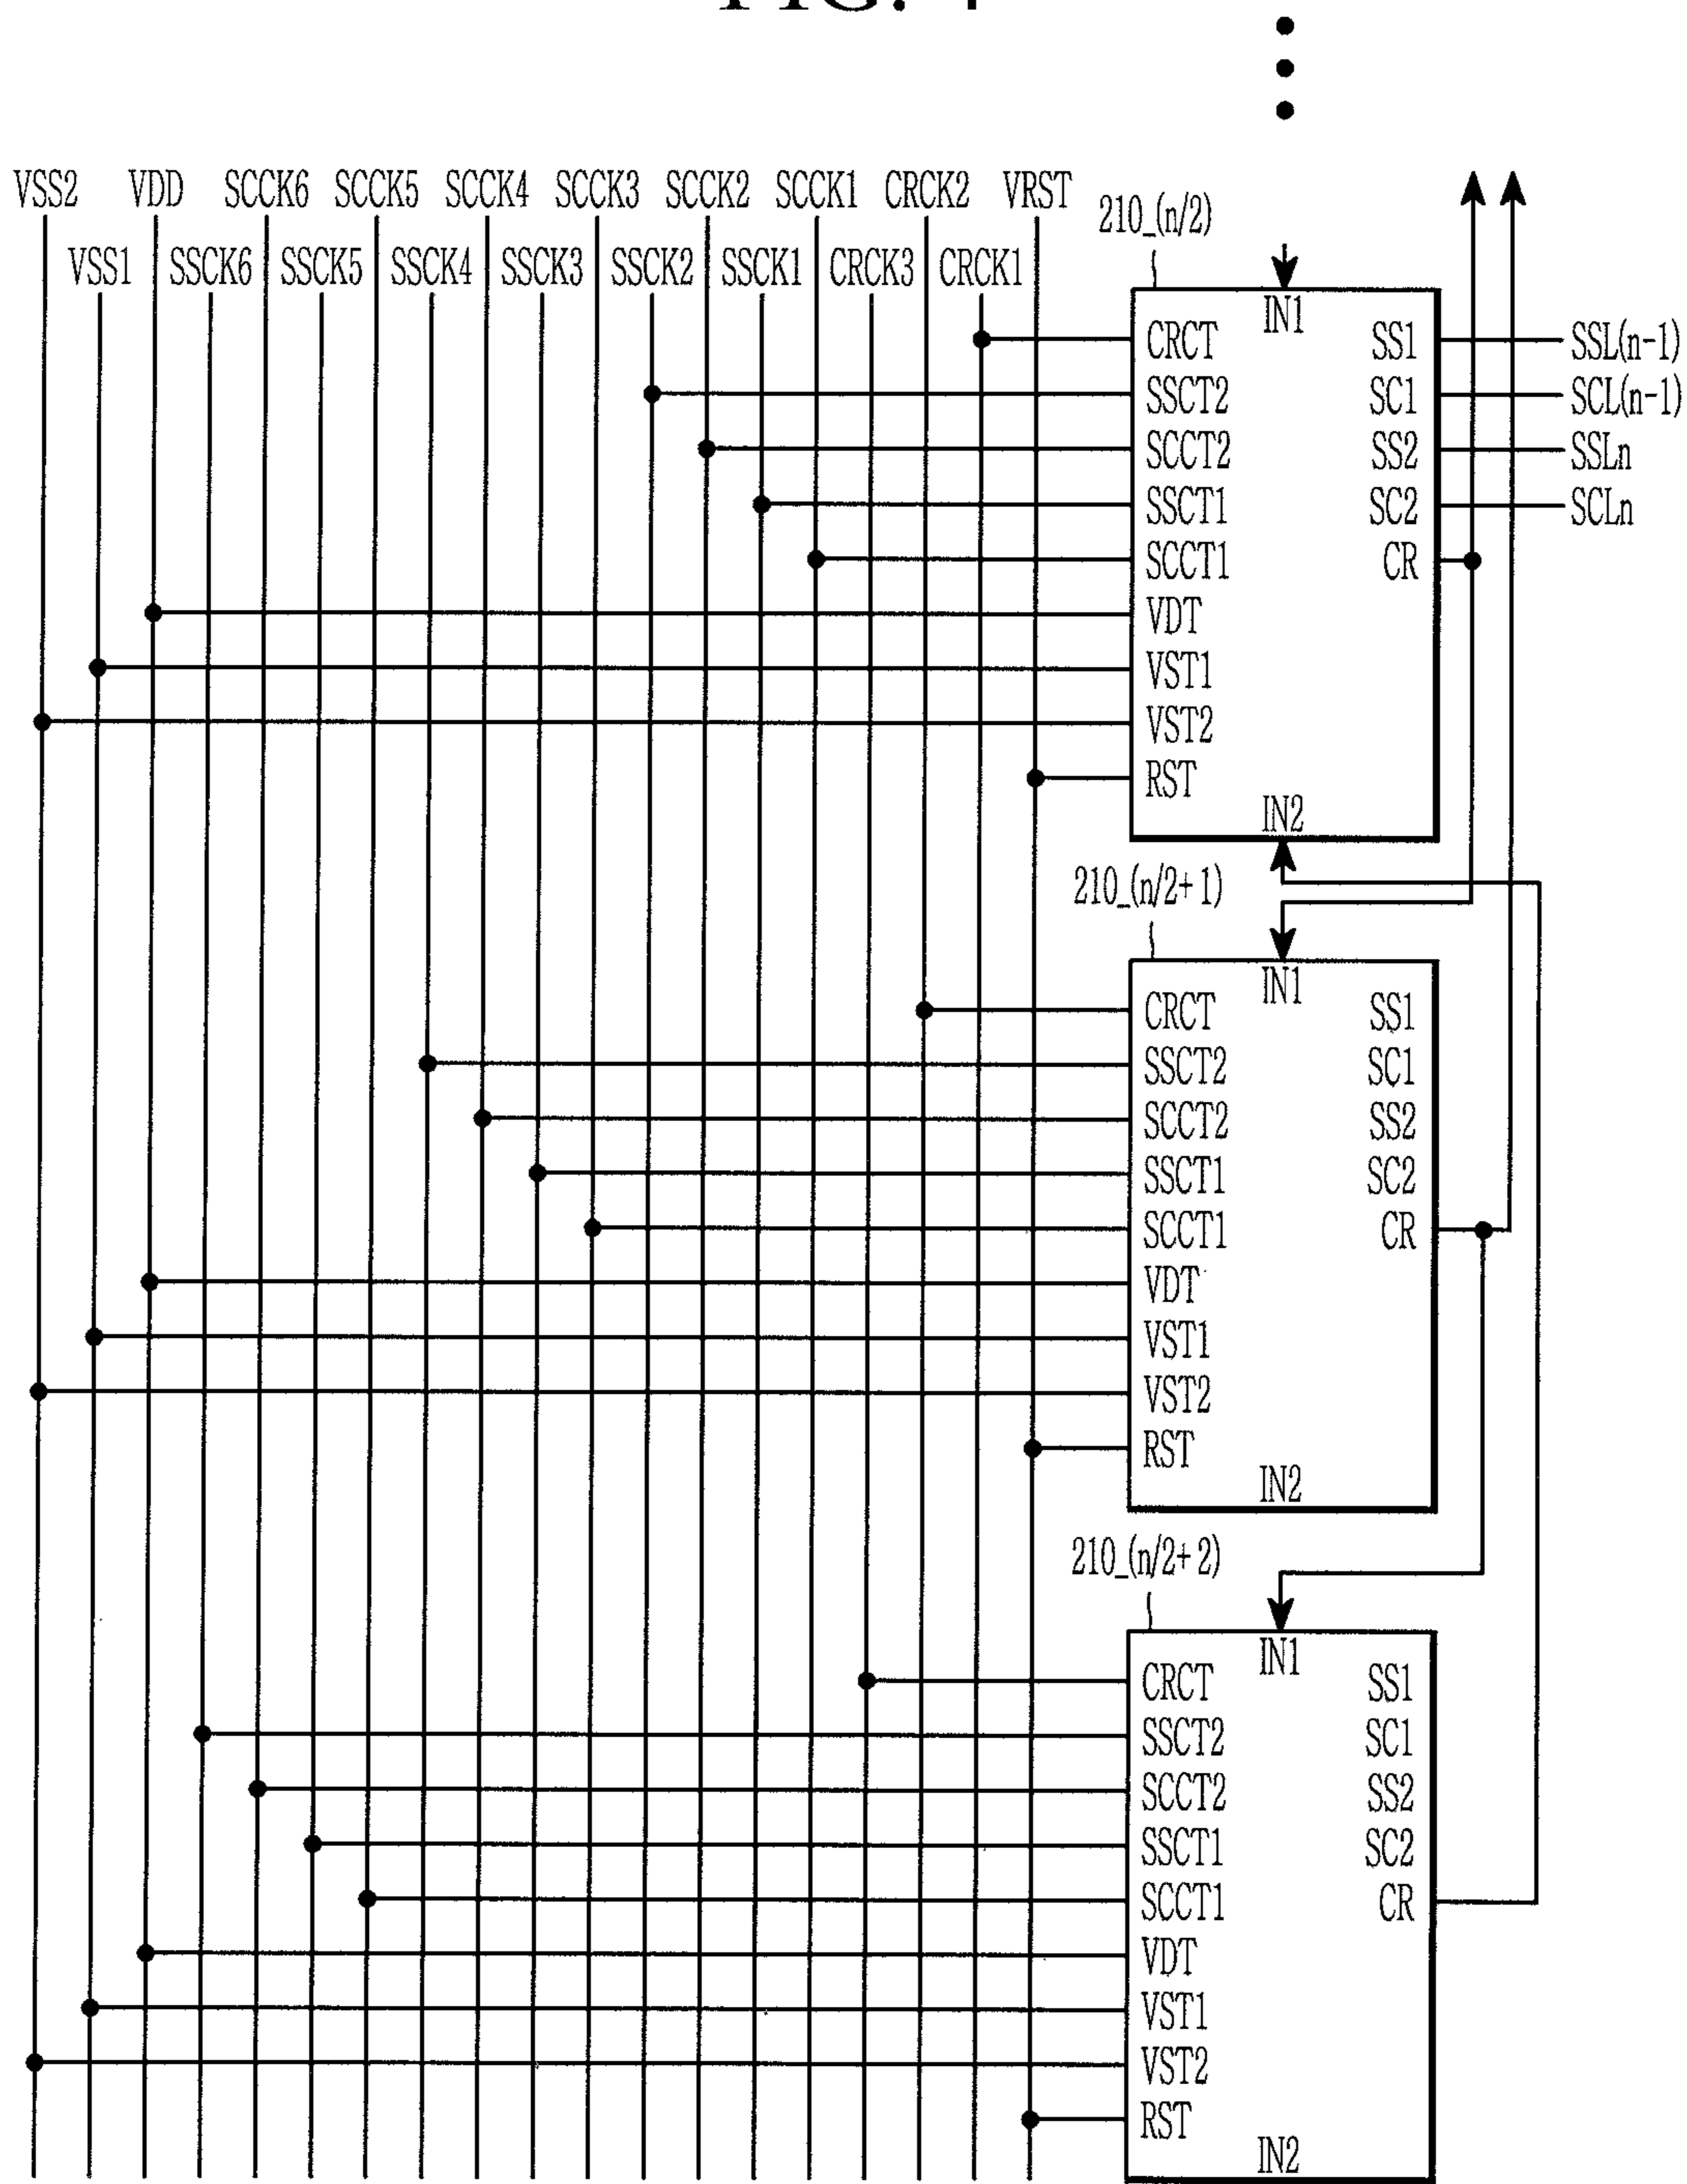 FIG. 4
VSS2 VDD SCCK6 SCCK5 SCCK4 SCCK3 SCCK2 SCCK1 CRCK2 VRST
VSS1 SSCK6 SSCK5 SSCK4 SSCK3 SSCK2 SSCK1 CRCK3 CRCK1
210_(n/2)
IN1
CRCT SS1 SSL(n-1)
SSCT2 SC1 SCL(n-1)
SCCT2 SS2 SSLn
SSCT1 SC2 SCLn
SCCT1 CR
VDT
VST1
VST2
RST
IN2
210_(n/2+1)
IN1
CRCT SS1
SSCT2 SC1
SCCT2 SS2
SSCT1 SC2
SCCT1 CR
VDT
VST1
VST2
RST
IN2
210_(n/2+2)
IN1
CRCT SS1
SSCT2 SC1
SCCT2 SS2
SSCT1 SC2
SCCT1 CR
VDT
VST1
VST2
RST
IN2